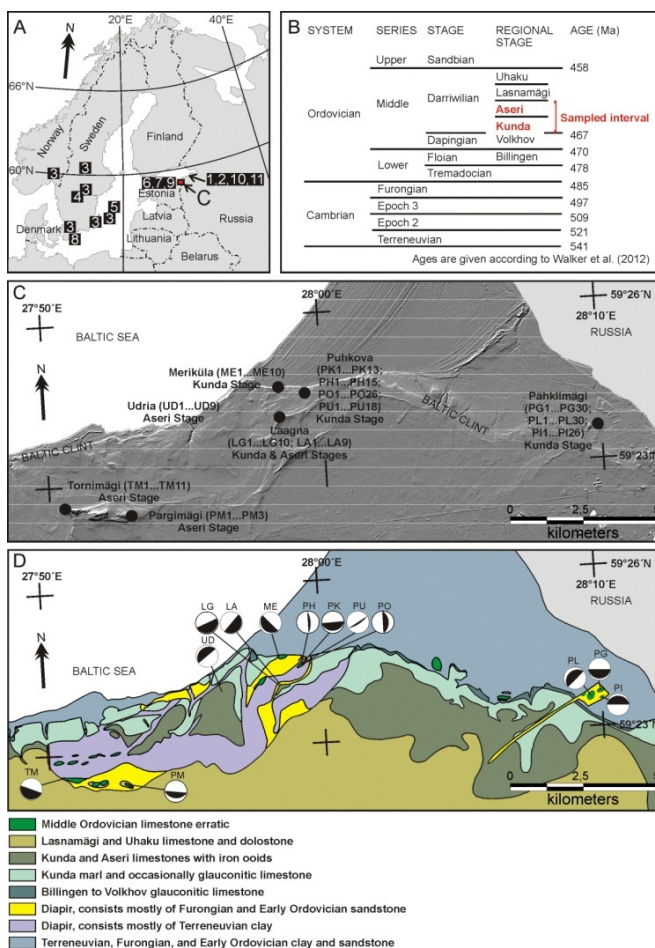 A
20°E
40°E
N
66°N
60°N
Norway
Sweden
Finland
3
3
4
5
3
3
3
8
6,7,9
1,2,10,11
C
Estonia
Latvia
Lithuania
Denmark
Russia
Belarus
B
SYSTEM SERIES STAGE REGIONAL STAGE AGE (Ma)
Upper Sandbian
458
Uhaku
Lasnamägi
Ordovician Middle Darriwilian
Aseri
Kunda
Sampled interval
467
Dapingian Volkhov
470
Lower Floian Billingen
478
Tremadocian
485
Furongian
497
Cambrian Epoch 3
509
Epoch 2
521
Terreneuvian
541
Ages are given according to Walker et al. (2012)
C
27°50´E
28°00´E
59°26´N
28°10´E
BALTIC SEA
RUSSIA
N
Meriküla (ME1...ME10)
Kunda Stage
Puhkova
(PK1...PK13;
PH1...PH15;
PO1...PO26;
PU1...PU18)
Kunda Stage
Udria (UD1...UD9)
Aseri Stage
Laagna
(LG1...LG10; LA1...LA9)
Kunda & Aseri Stages
Pähklimägi
(PG1...PG30;
PL1...PL30;
PI1...PI26)
Kunda Stage
BALTIC CLINT
BALTIC CLINT
59°23´
Tornimägi (TM1...TM11)
Aseri Stage
Pargimägi (PM1...PM3)
Aseri Stage
0 2,5
kilometers
D
27°50´E
28°00´E
59°26´N
28°10´E
BALTIC SEA
RUSSIA
N
LG LA ME PH PK PU PO
UD
PL PG
PI
59°23´
TM PM
0 2,5
kilometers
Middle Ordovician limestone erratic
Lasnamägi and Uhaku limestone and dolostone
Kunda and Aseri limestones with iron ooids
Kunda marl and occasionally glauconitic limestone
Billingen to Volkhov glauconitic limestone
Diapir, consists mostly of Furongian and Early Ordovician sandstone
Diapir, consists mostly of Terreneuvian clay
Terreneuvian, Furongian, and Early Ordovician clay and sandstone